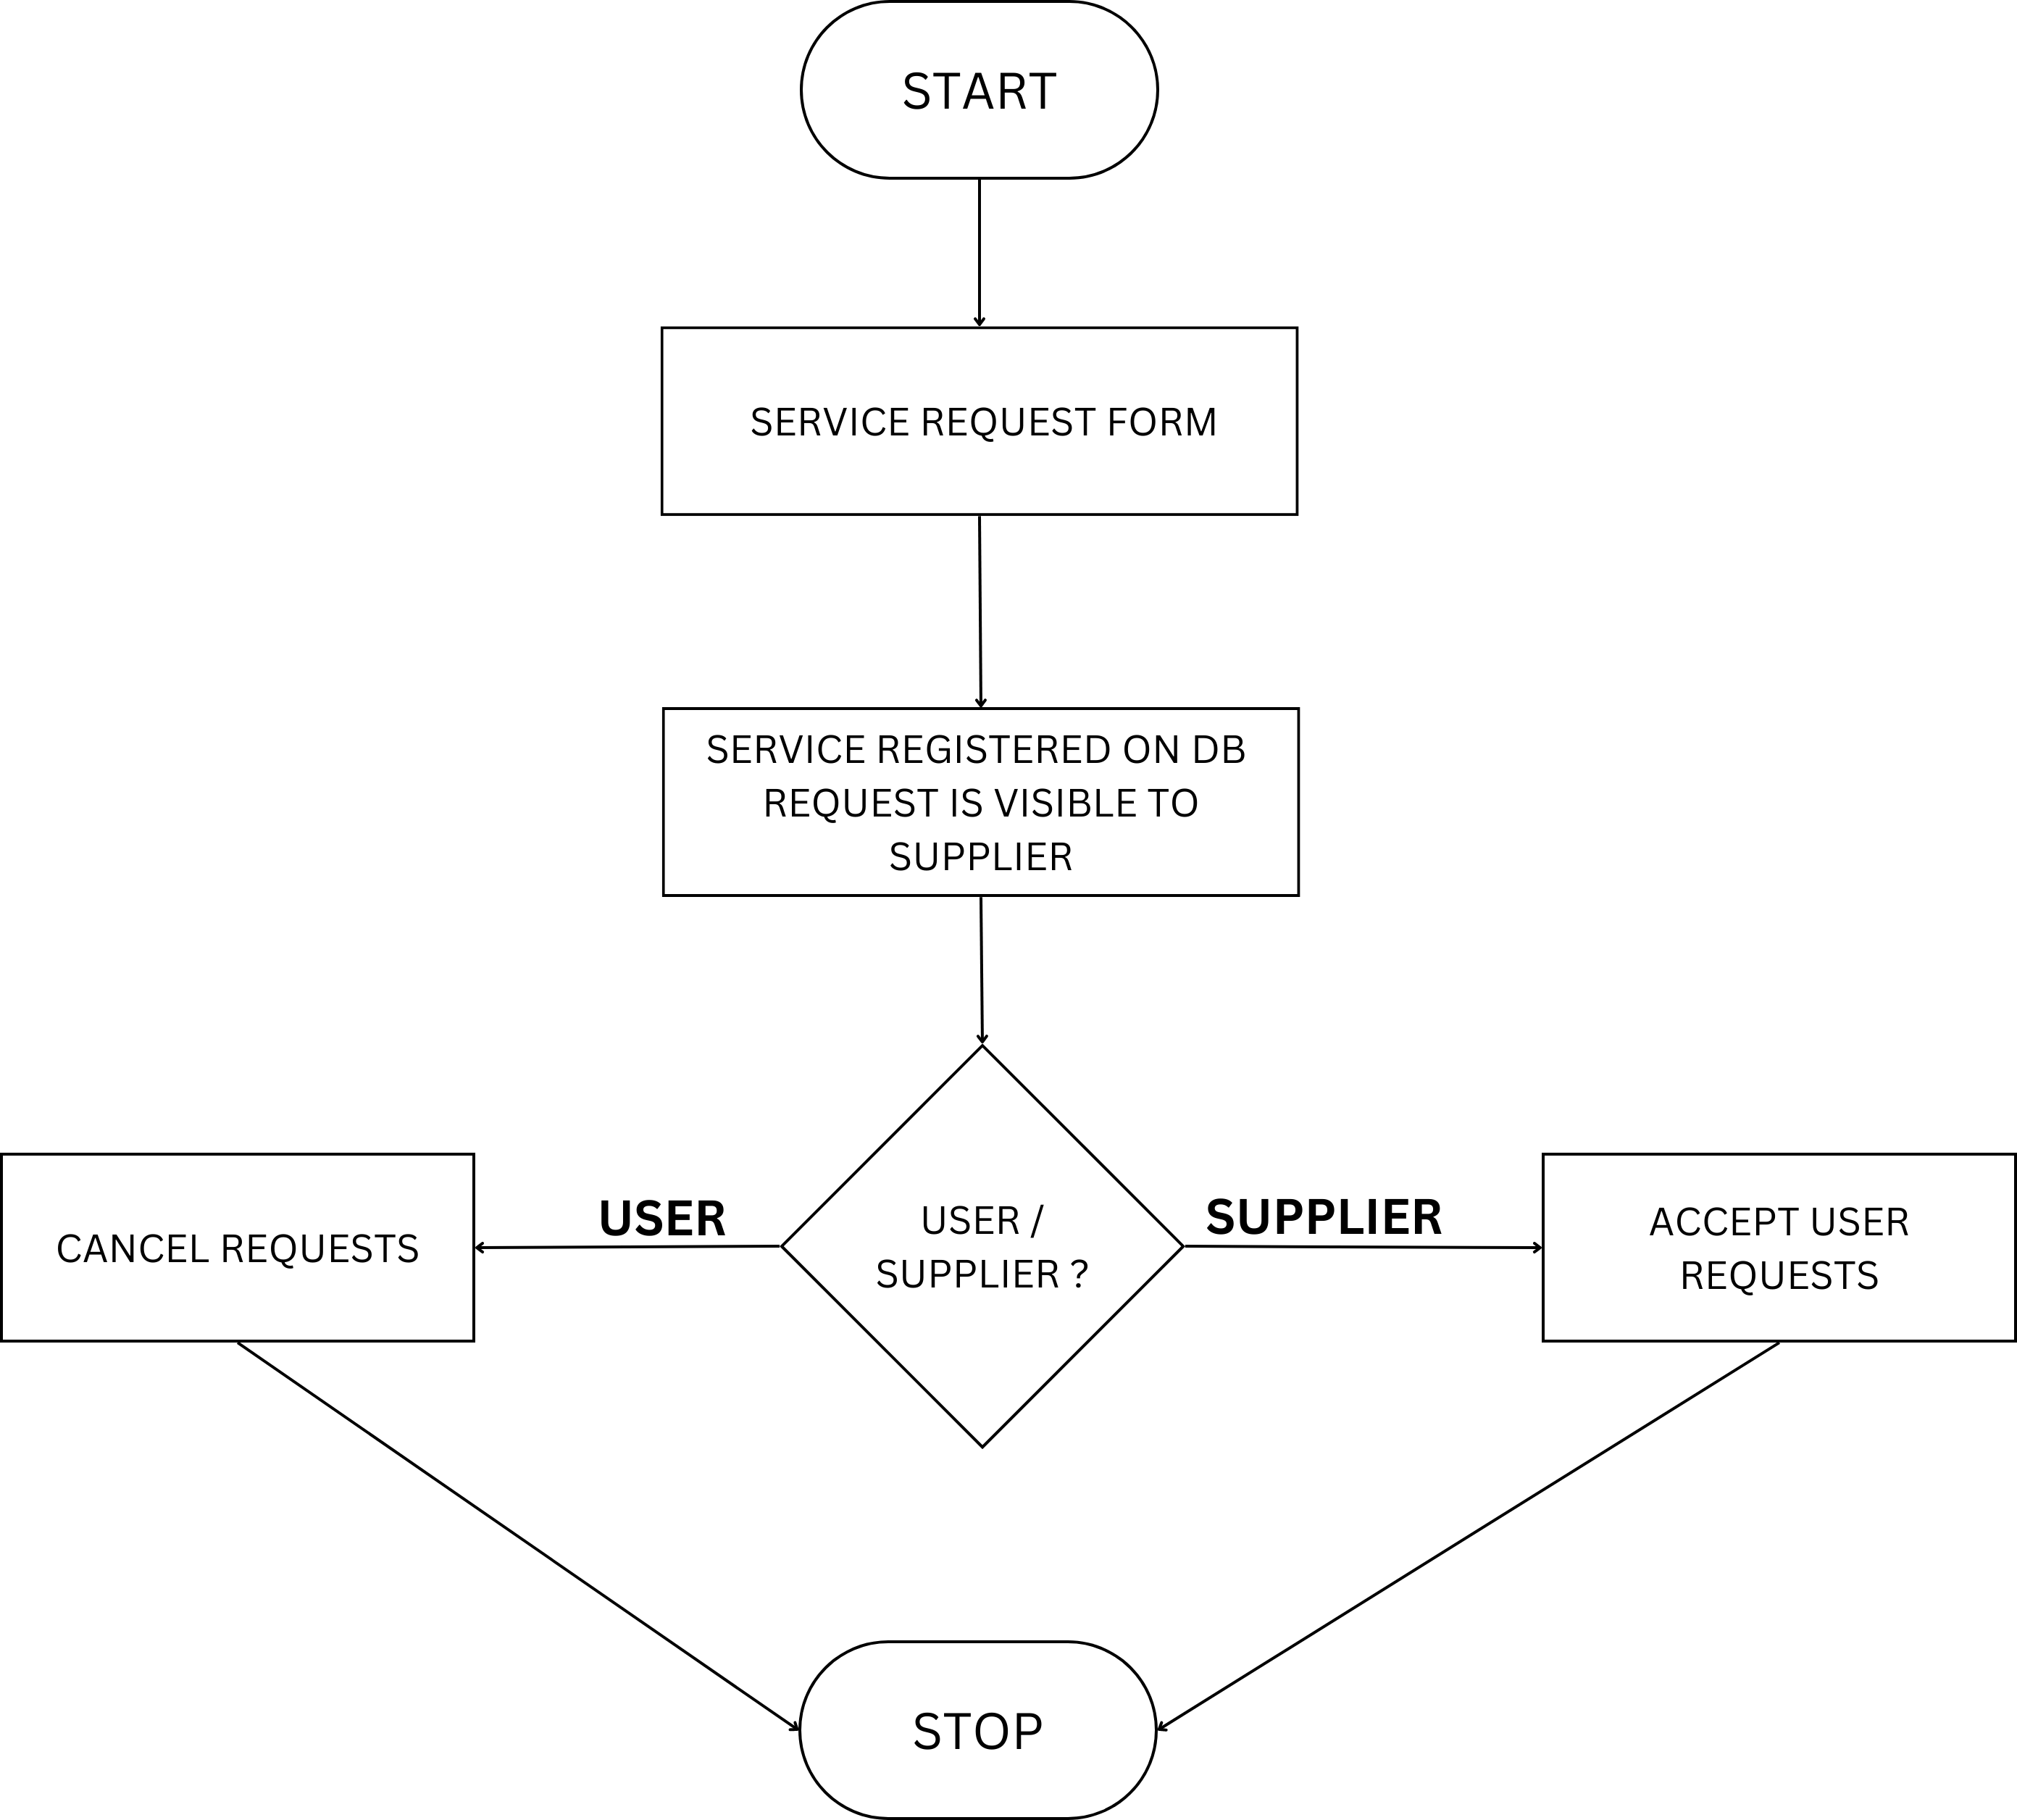 START
SERVICE REQUEST FORM
SERVICE REGISTERED ON DB
REQUEST IS VISIBLE TO
SUPPLIER
USER /
SUPPLIER ?
USER
CANCEL REQUESTS
SUPPLIER
ACCEPT USER
REQUESTS
STOP